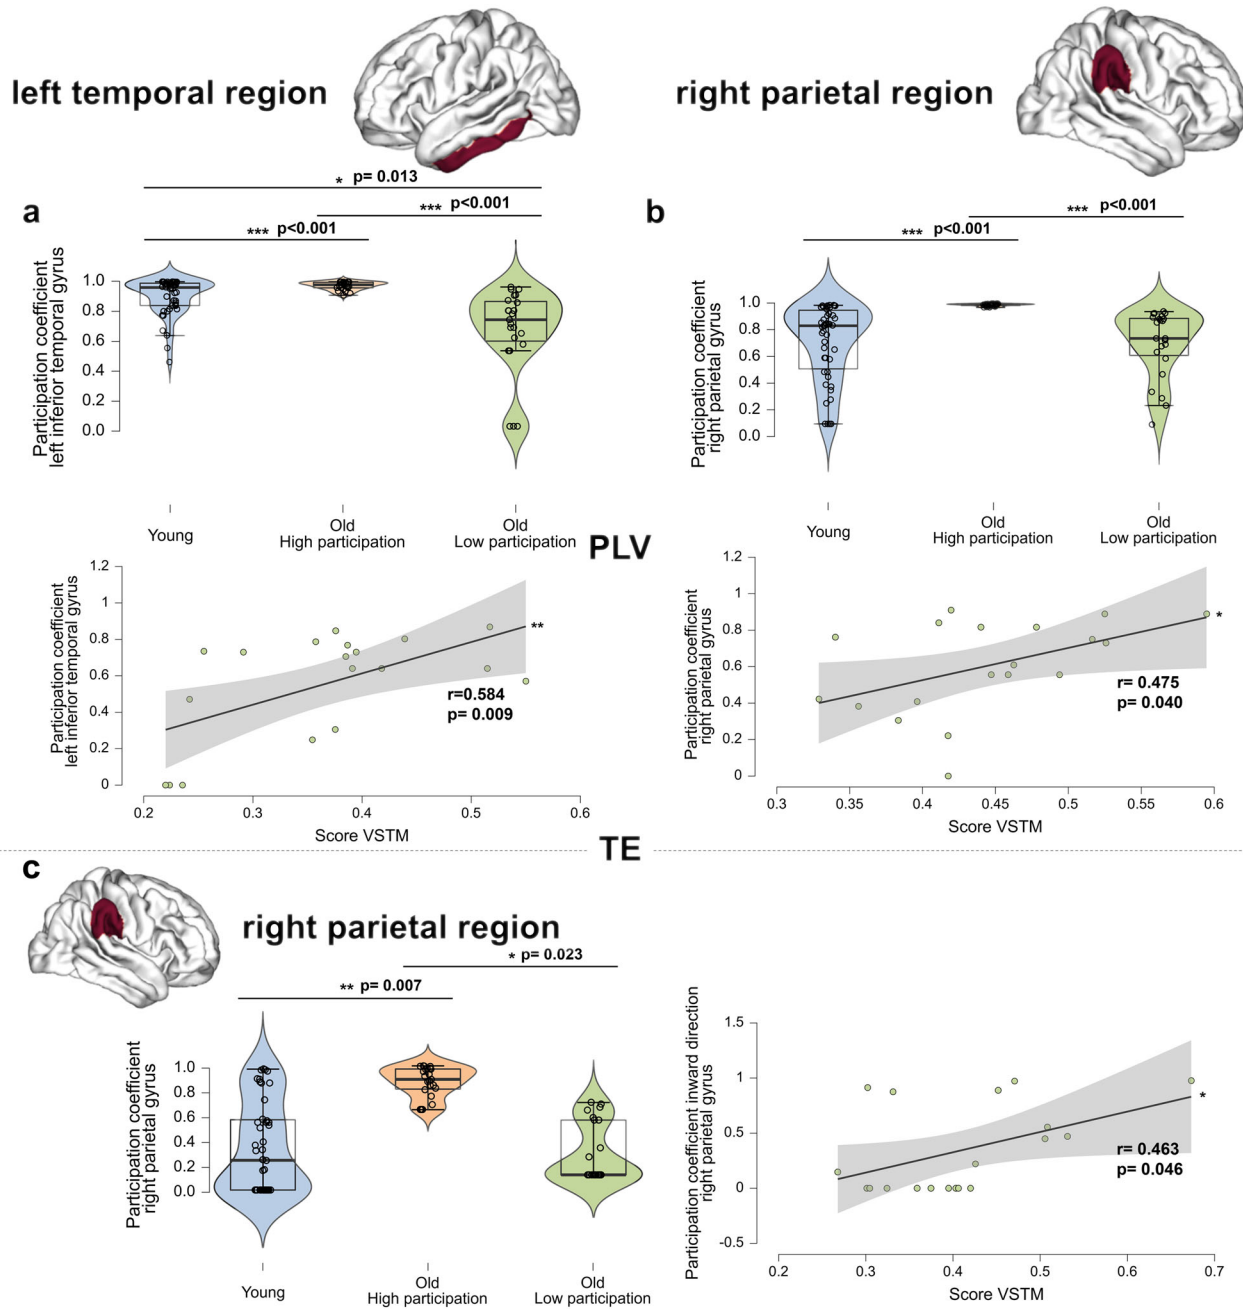 left temporal region
right parietal region
* p= 0.013
*** p<0.001
*** p<0.001
a
Participation coefficient
left inferior temporal gyrus
1.0
0.8
0.6
0.4
0.2
0.0
Young
Old
High participation
Old
Low participation
b
*** p<0.001
*** p<0.001
Participation coefficient
right parietal gyrus
1.0
0.8
0.6
0.4
0.2
0.0
Young
Old
High participation
Old
Low participation
PLV
Participation coefficient
left inferior temporal gyrus
1.2
1
0.8
0.6
0.4
0.2
0
**
r=0.584
p= 0.009
0.2
0.3
0.4
0.5
0.6
Score VSTM
Participation coefficient
right parietal gyrus
1.2
1
0.8
0.6
0.4
0.2
0
*
r= 0.475
p= 0.040
0.3
0.35
0.4
0.45
0.5
0.55
0.6
Score VSTM
TE
c
right parietal region
* p= 0.023
** p= 0.007
Participation coefficient
right parietal gyrus
1.0
0.8
0.6
0.4
0.2
0.0
Young
Old
High participation
Old
Low participation
Participation coefficient inward direction
right parietal gyrus
1.5
1
0.5
0
-0.5
*
r= 0.463
p= 0.046
0.2
0.3
0.4
0.5
0.6
0.7
Score VSTM